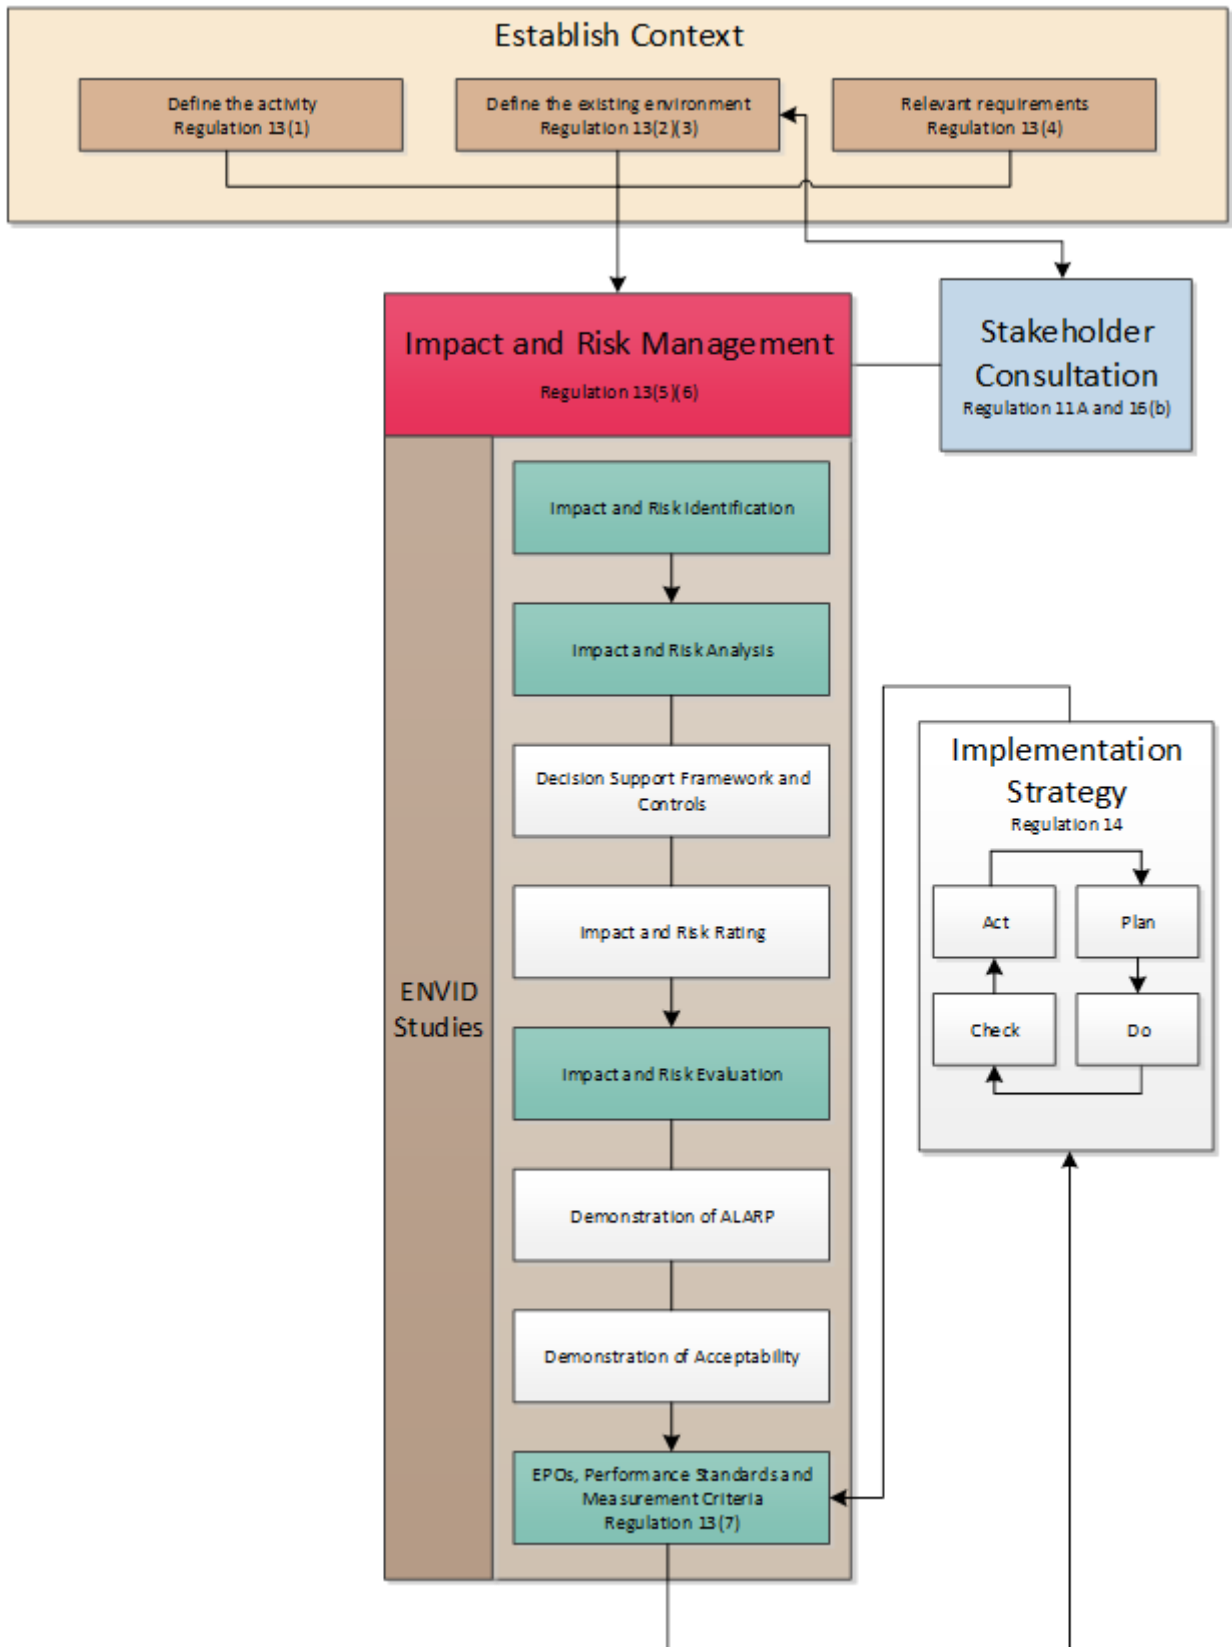 Establish Context
Define the activity
Regulation 13(1)
Define the existing environment
Regulation 13(2)(3)
Relevant requirements
Regulation 13(4)
Impact and Risk Management
Regulation 13(5)(6)
Stakeholder
Consultation
Regulation 11A and 16(b)
ENVID
Studies
Impact and Risk Identification
Impact and Risk Analysis
Decision Support Framework and
Controls
Impact and Risk Rating
Impact and Risk Evaluation
Demonstration of ALARP
Demonstration of Acceptability
EPOs, Performance Standards and
Measurement Criteria
Regulation 13(7)
Implementation
Strategy
Regulation 14
Act
Plan
Check
Do